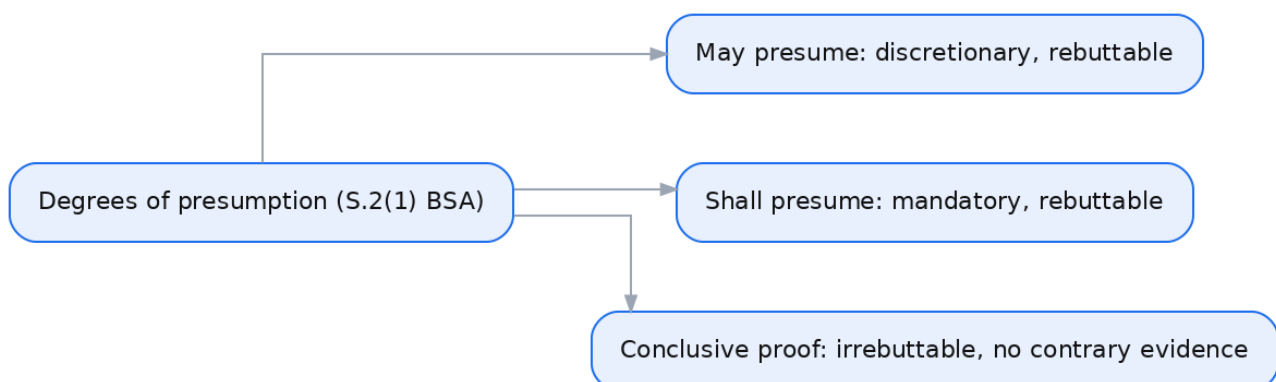 May presume: discretionary, rebuttable
Degrees of presumption (S.2(1) BSA)
Shall presume: mandatory, rebuttable
Conclusive proof: irrebuttable, no contrary evidence